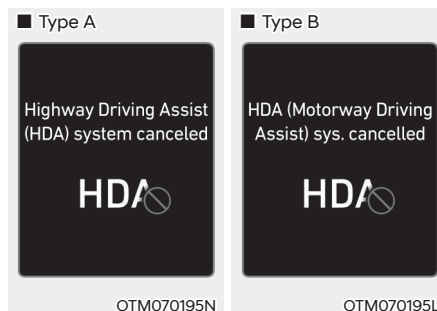 ■ Type A
Highway Driving Assist
(HDA) system canceled
HDA
OTM070195N
■ Type B
HDA (Motorway Driving
Assist) sys. cancelled
HDA
OTM070195L